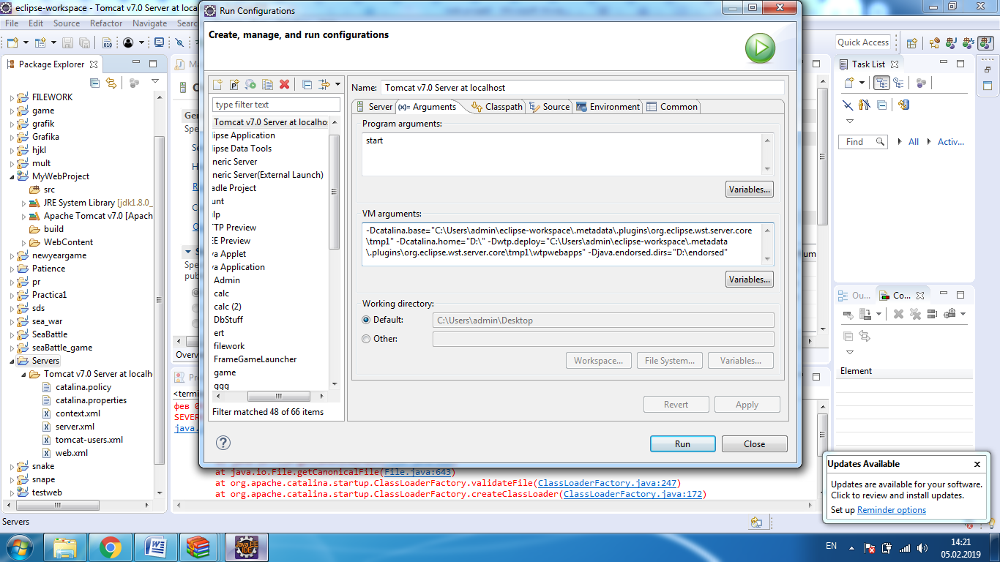 eclipse-workspace - Tomcat v7.0 Server at loca
Run Configurations
File Edit Source Refactor Navigate Searc
Create, manage, and run configurations
Quick Access
Package Explorer
FILEWORK
game
grafik
Grafika
hjkl
mult
MyWebProject
src
JRE System Library [jdk1.8.0_
Apache Tomcat v7.0 [Apach
build
WebContent
newyeargame
Patience
pr
Practica1
sds
sea_war
SeaBattle
seaBattle_game
Servers
Tomcat v7.0 Server at localh
catalina.policy
catalina.properties
context.xml
server.xml
tomcat-users.xml
web.xml
snake
snape
testweb
Servers
type filter text
Tomcat v7.0 Server at localhos
lipse Application
lipse Data Tools
neric Server
neric Server(External Launch)
adle Project
unt
lp
TP Preview
EE Preview
va Applet
va Application
Admin
calc
calc (2)
DbStuff
ert
filework
FrameGameLauncher
game
ggg
Filter matched 48 of 66 items
Name: Tomcat v7.0 Server at localhost
Server (x)= Arguments Classpath Source Environment Common
Program arguments:
start
Variables...
VM arguments:
-Dcatalina.base="C:\Users\admin\eclipse-workspace\.metadata\.plugins\org.eclipse.wst.server.core
\tmp1" -Dcatalina.home="D:\" -Dwtp.deploy="C:\Users\admin\eclipse-workspace\.metadata
\.plugins\org.eclipse.wst.server.core\tmp1\wtpwebapps" -Djava.endorsed.dirs="D:\endorsed"
Variables...
Working directory:
Default: C:\Users\admin\Desktop
Other:
Workspace... File System... Variables...
Revert Apply
Run Close
Overv
<termi
фев 0
SEVER
java.
at java.io.File.getCanonicalFile(File.java:643)
at org.apache.catalina.startup.ClassLoaderFactory.validateFile(ClassLoaderFactory.java:247)
at org.apache.catalina.startup.ClassLoaderFactory.createClassLoader(ClassLoaderFactory.java:172)
Task List
Find All Activ...
Ou... Co...
Element
Updates Available
Updates are available for your software.
Click to review and install updates.
Set up Reminder options
Java EE
IDE
EN
14:21
05.02.2019